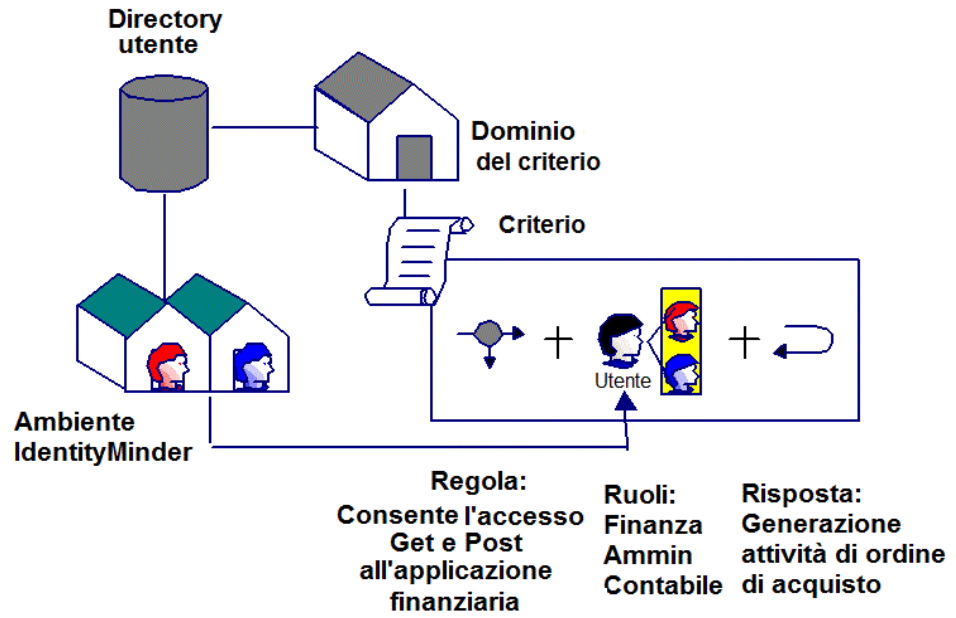 Directory
utente
Dominio
del criterio
Criterio
Utente
Ambiente
IdentityMinder
Regola:
Consente l'accesso
Get e Post
all'applicazione
finanziaria
Ruoli:
Finanza
Ammin
Contabile
Risposta:
Generazione
attività di ordine
di acquisto